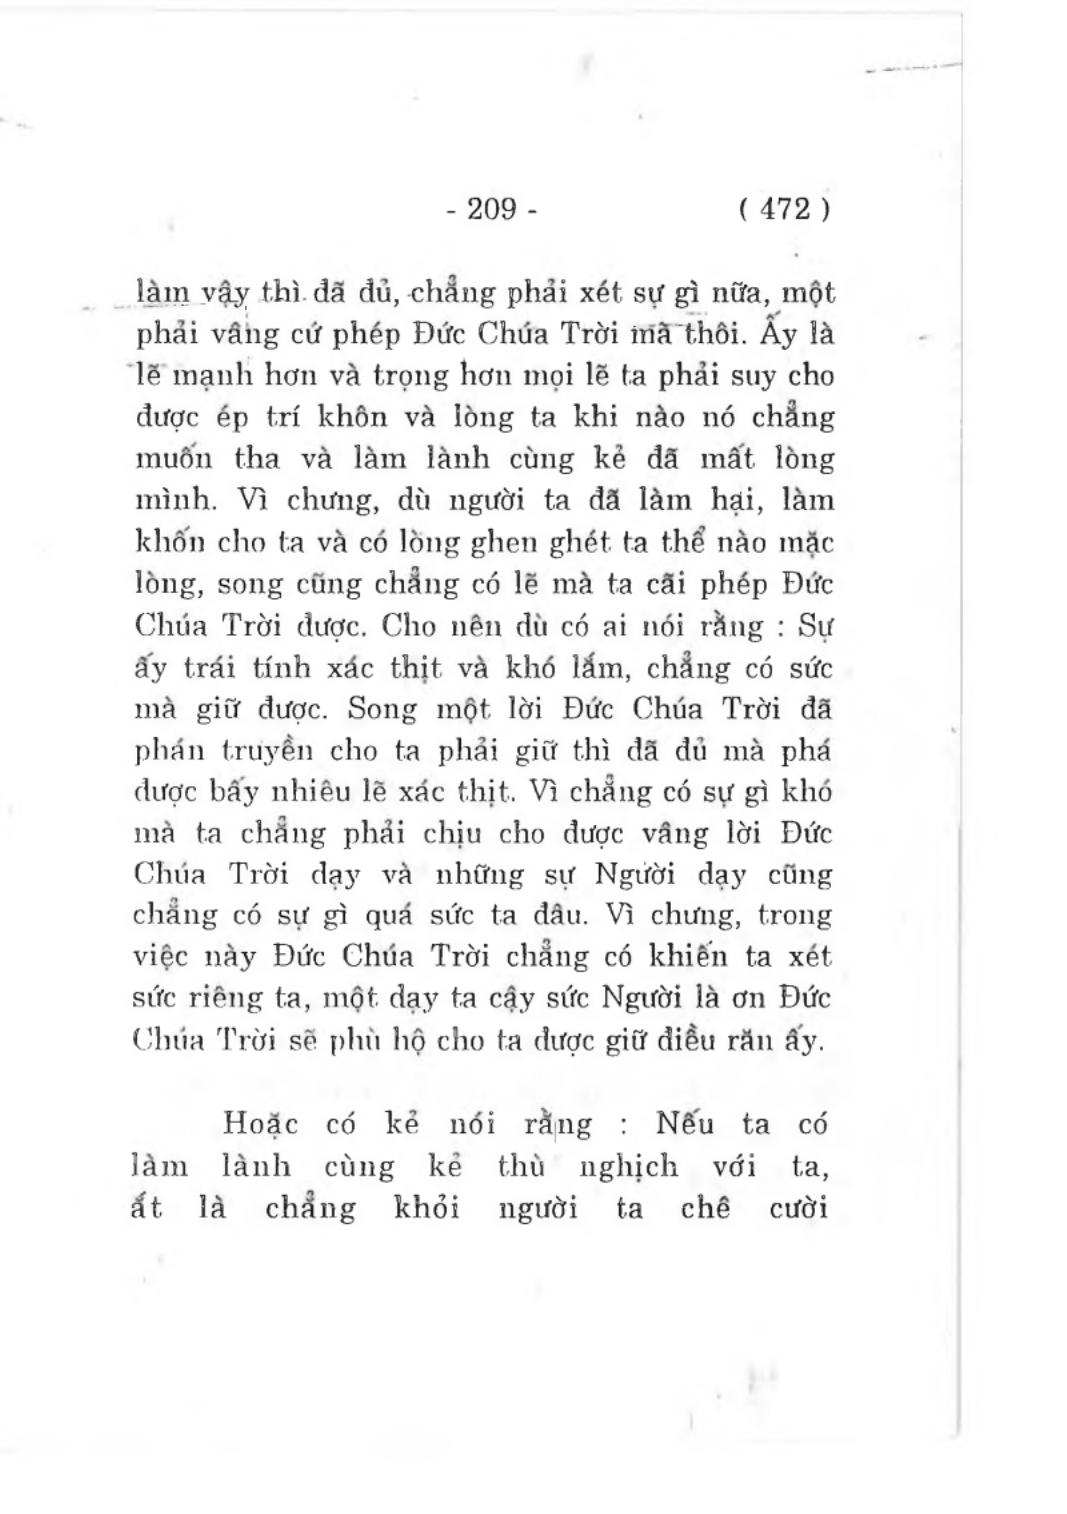 - 209 - ( 472 )
làm vậy thì đã đủ, chẳng phải xét sự gì nữa, một
phải vâng cứ phép Đức Chúa Trời mà thôi. Ấy là
lẽ mạnh hơn và trọng hơn mọi lẽ ta phải suy cho
được ép trí khôn và lòng ta khi nào nó chẳng
muốn tha và làm lành cùng kẻ đã mất lòng
mình. Vì chưng, dù người ta đã làm hại, làm
khốn cho ta và có lòng ghen ghét ta thể nào mặc
lòng, song cũng chẳng có lẽ mà ta cãi phép Đức
Chúa Trời được. Cho nên dù có ai nói rằng : Sự
ấy trái tính xác thịt và khó lắm, chẳng có sức
mà giữ được. Song một lời Đức Chúa Trời đã
phán truyền cho ta phải giữ thì đã đủ mà phá
được bấy nhiêu lẽ xác thịt. Vì chẳng có sự gì khó
mà ta chẳng phải chịu cho được vâng lời Đức
Chúa Trời dạy và những sự Người dạy cũng
chẳng có sự gì quá sức ta đâu. Vì chưng, trong
việc này Đức Chúa Trời chẳng có khiến ta xét
sức riêng ta, một dạy ta cậy sức Người là ơn Đức
Chúa Trời sẽ phù hộ cho ta được giữ điều răn ấy.
Hoặc có kẻ nói rằng : Nếu ta có
làm lành cùng kẻ thù nghịch với ta,
ắt là chẳng khỏi người ta chê cười